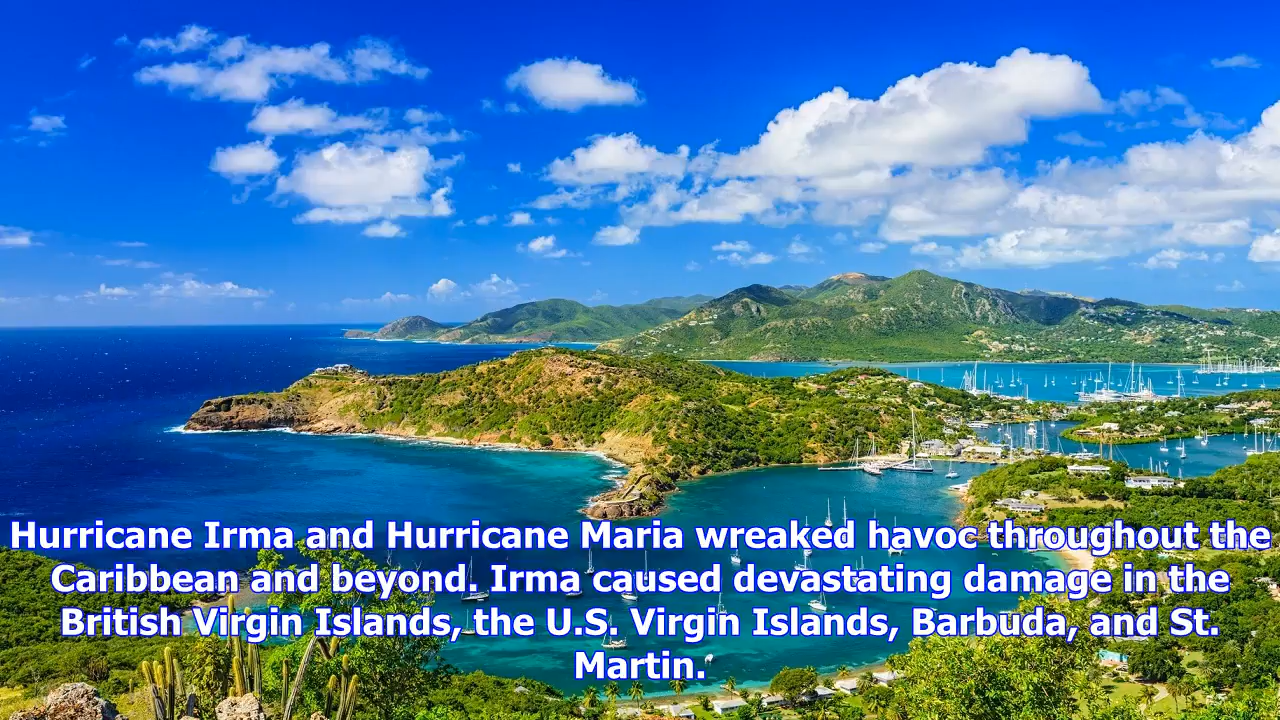 Hurricane Irma and Hurricane Maria wreaked havoc throughout the
Caribbean and beyond. Irma caused devastating damage in the
British Virgin Islands, the U.S. Virgin Islands, Barbuda, and St.
Martin.